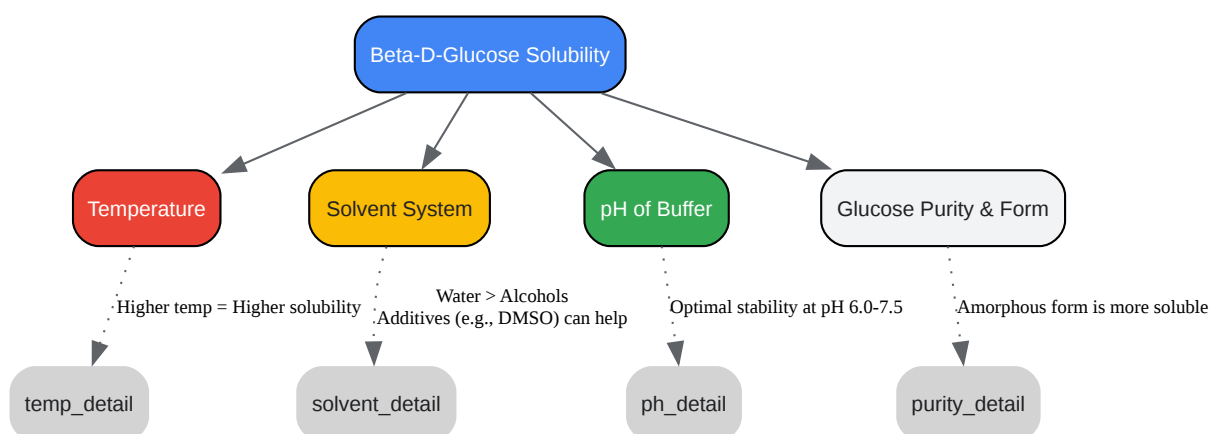 Beta-D-Glucose Solubility
Temperature
Solvent System
pH of Buffer
Glucose Purity & Form
Higher temp = Higher solubility
Water > Alcohols
Additives (e.g., DMSO) can help
Optimal stability at pH 6.0-7.5
Amorphous form is more soluble
temp_detail
solvent_detail
ph_detail
purity_detail